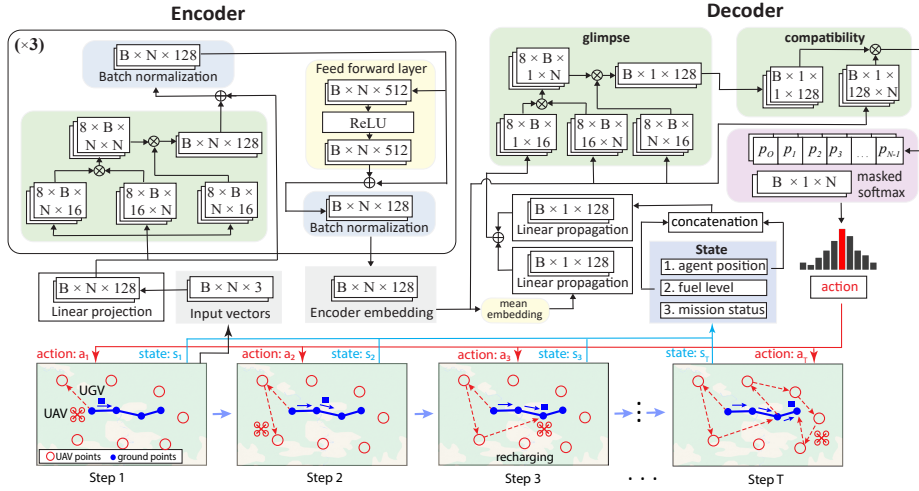 Encoder
(×3)
B × N × 128
Batch normalization
Feed forward layer
B × N × 512
ReLU
B × N × 512
8 × B ×
N × N
B × N × 128
8 × B ×
N × 16
8 × B ×
16 × N
8 × B ×
N × 16
B × N × 128
Batch normalization
B × N × 128
Linear projection
B × N × 3
Input vectors
B × N × 128
Encoder embedding
Decoder
glimpse
8 × B ×
1 × N
B × 1 × 128
8 × B ×
1 × 16
8 × B ×
16 × N
8 × B ×
N × 16
compatibility
B × 1 ×
1 × 128
B × 1 ×
128 × N
p0 p1 p2 p3 ... pN-1
B × 1 × N
masked
softmax
B × 1 × 128
Linear propagation
B × 1 × 128
Linear propagation
mean
embedding
concatenation
State
1. agent position
2. fuel level
3. mission status
action
action: a1
state: s1
action: a2
state: s2
action: a3
state: s3
state: sT
action: aT
UGV
UAV
UAV points
ground points
recharging
Step 1
Step 2
Step 3
. . .
Step T